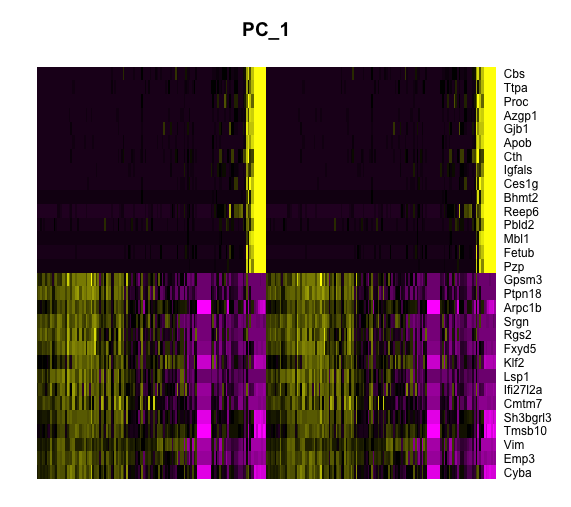 PC_1
Cbs
Ttpa
Proc
Azgp1
Gjb1
Apob
Cth
Igfals
Ces1g
Bhmt2
Reep6
Pbld2
Mbl1
Fetub
Pzp
Gpsm3
Ptpn18
Arpc1b
Srgn
Rgs2
Fxyd5
Klf2
Lsp1
Ifi27l2a
Cmtm7
Sh3bgrl3
Tmsb10
Vim
Emp3
Cyba